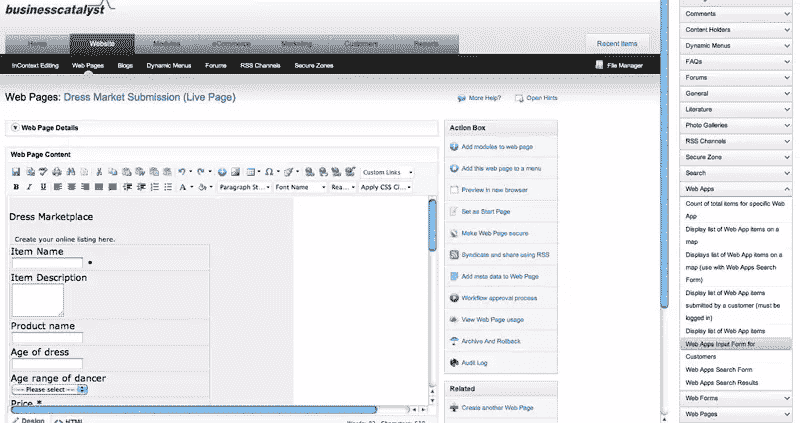 businesscatalyst
Home Website Modules eCommerce Marketing Customers Reports Recent Items
InContext Editing Web Pages Blogs Dynamic Menus Forums RSS Channels Secure Zones File Manager
Web Pages: Dress Market Submission (Live Page)
More Help? Open Hints
Web Page Details
Web Page Content
Custom Links
B I U Paragraph St... Font Name Rea... Apply CSS Cl...
Dress Marketplace
Create your online listing here.
Item Name
Item Description
Product name
Age of dress
Age range of dancer
-- Please select --
Price *
Design HTML
Action Box
Add modules to web page
Add this web page to a menu
Preview in new browser
Set as Start Page
Make Web Page secure
Syndicate and share using RSS
Add meta data to Web Page
Workflow approval process
View Web Page usage
Archive And Rollback
Audit Log
Related
Create another Web Page
Comments
Content Holders
Dynamic Menus
FAQs
Forums
General
Literature
Photo Galleries
RSS Channels
Secure Zone
Search
Web Apps
Count of total items for specific Web
App
Display list of Web App items on a
map
Displays list of Web App items on a
map (use with Web Apps Search
Form)
Display list of Web App items
submitted by a customer (must be
logged in)
Display list of Web App items
Web Apps Input Form for
Customers
Web Apps Search Form
Web Apps Search Results
Web Forms
Web Pages